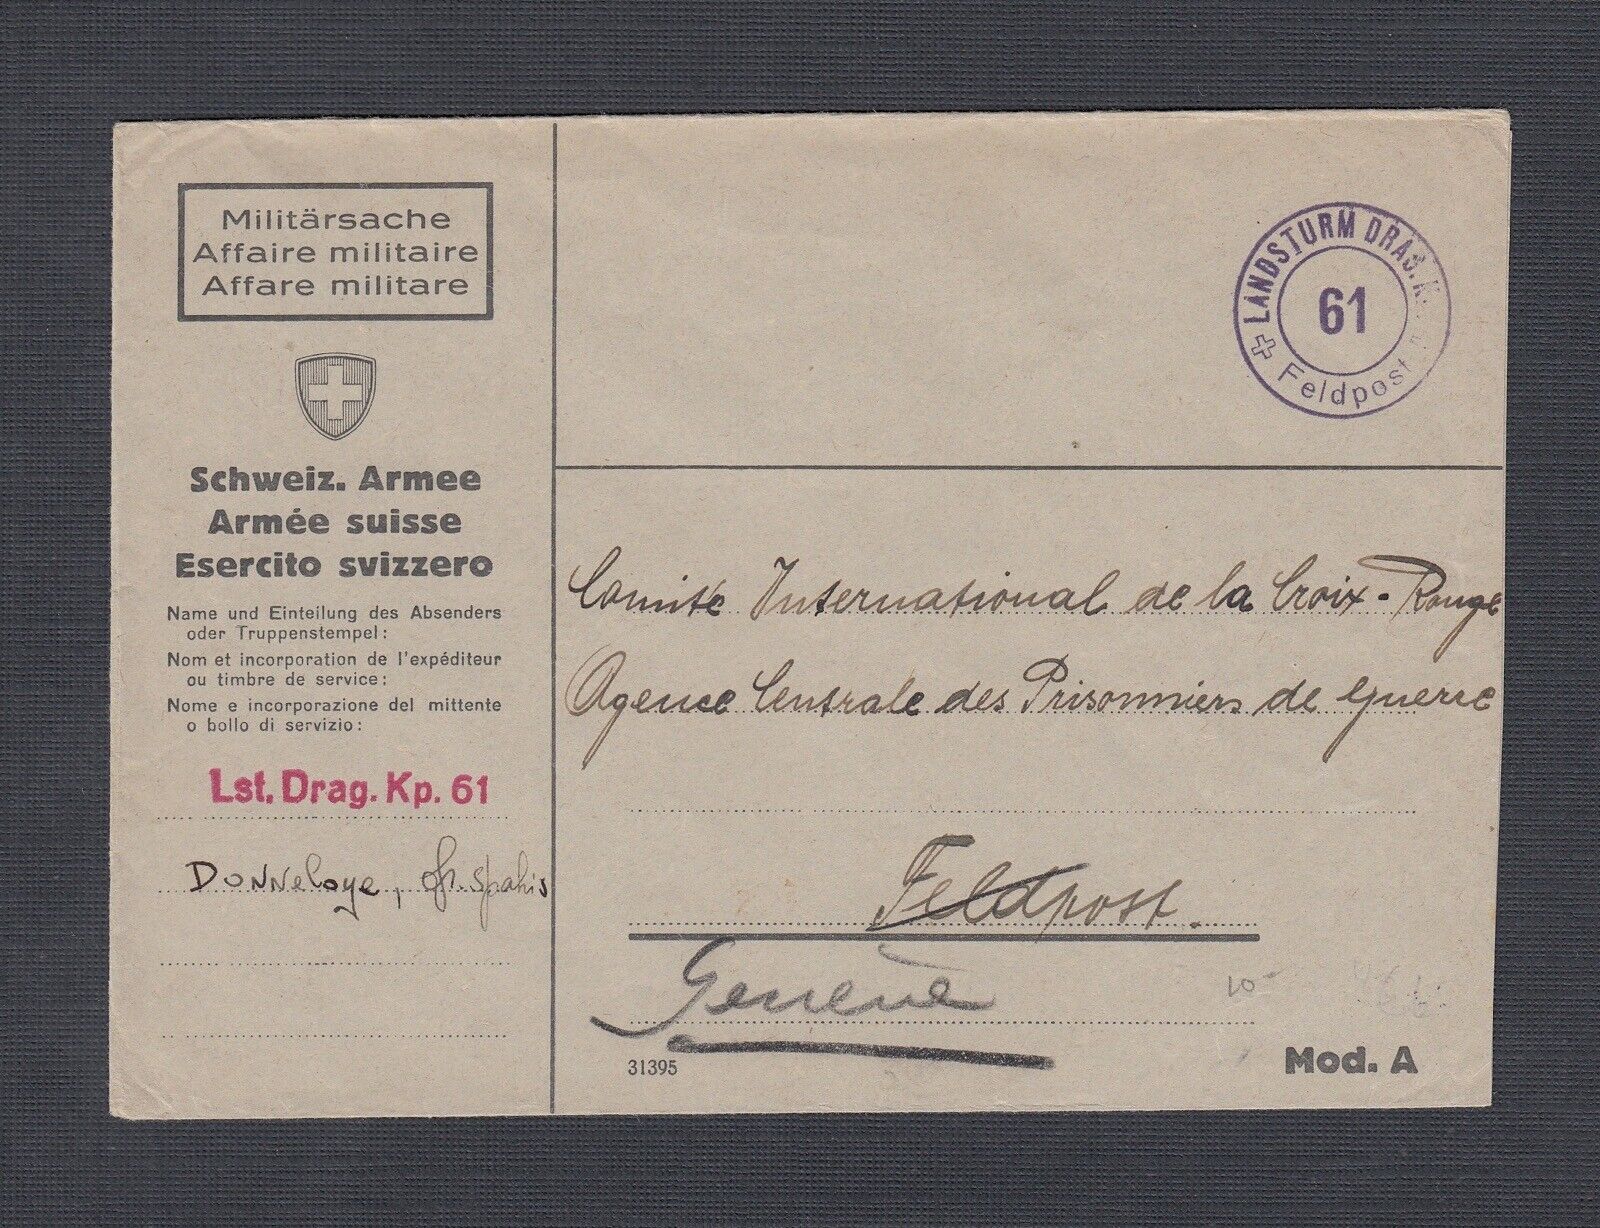 Militärsache
Affaire militaire
Affare militare
Schweiz. Armee
Armée suisse
Esercito svizzero
Name und Einteilung des Absenders
oder Truppenstempel:
Nom et incorporation de l'expéditeur
ou timbre de service:
Nome e incorporazione del mittente
o bollo di servizio:
Lst. Drag. Kp. 61
Donneloye, spahis
LANDSTURM DRAG. K.
61
Feldpost
Comité International de la Croix-Rouge
Agence Centrale des Prisonniers de guerre
Feldpost.
Genève
10
31395
Mod. A